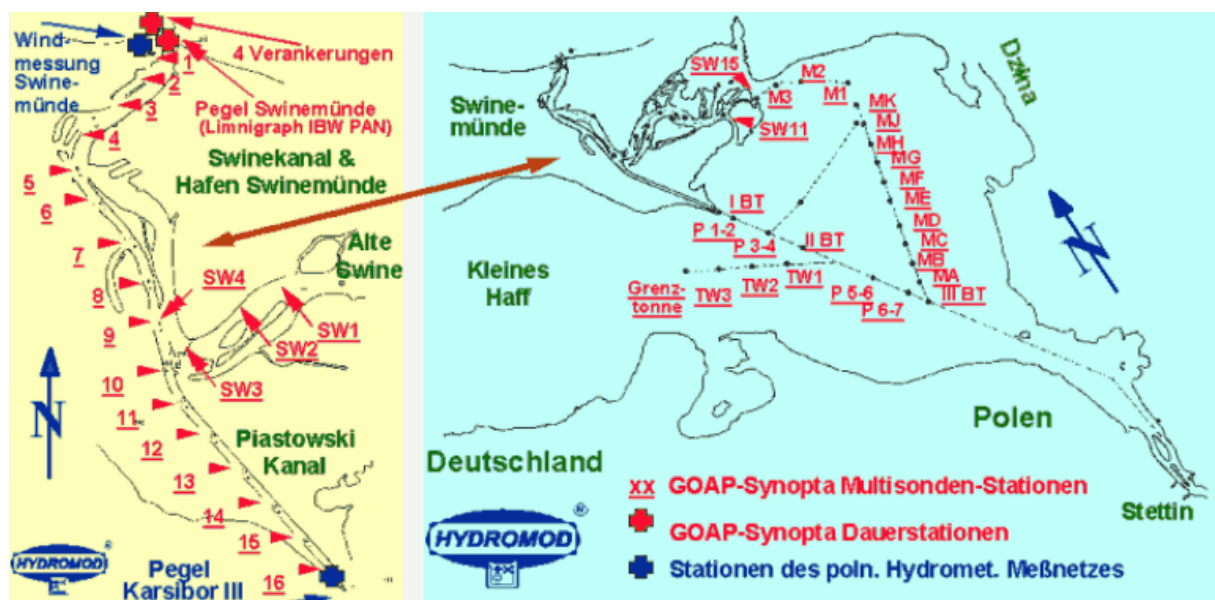 Wind-
messung
Swine-
münde
4 Verankerungen
1
2
3
4
Pegel Swinemünde
(Limnigraph IBW PAN)
Swinekanal &
Hafen Swinemünde
5
6
7
8
9
10
11
12
13
14
15
16
Alte
Swine
SW4
SW1
SW2
SW3
N
Piastowski
Kanal
HYDROMOD
®
Pegel
Karsibor III
Swine-
münde
SW15
M3
M2
M1
SW11
MK
MJ
MH
MG
MF
ME
MD
MC
MB
MA
III BT
I BT
P 1-2
P 3-4
II BT
TW1
TW2
TW3
Grenz-
tonne
P 5-6
P 6-7
Kleines
Haff
N
Polen
Deutschland
Stettin
HYDROMOD
®
xx GOAP-Synopta Multisonden-Stationen
GOAP-Synopta Dauerstationen
Stationen des poln. Hydromet. Meßnetzes